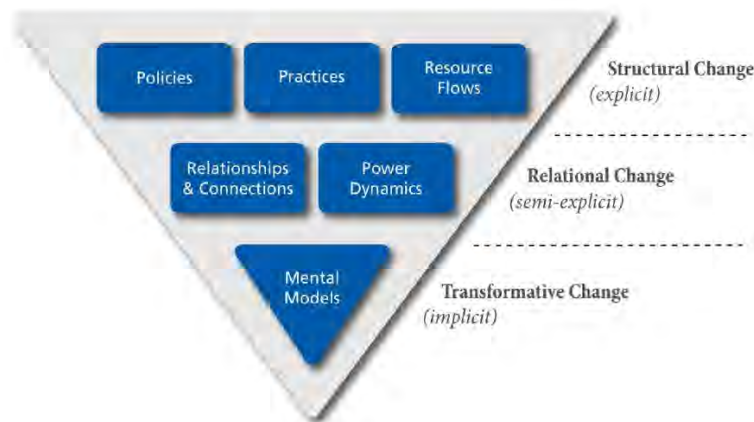 Policies
Practices
Resource
Flows
Structural Change
(explicit)
Relationships
& Connections
Power
Dynamics
Relational Change
(semi-explicit)
Mental
Models
Transformative Change
(implicit)